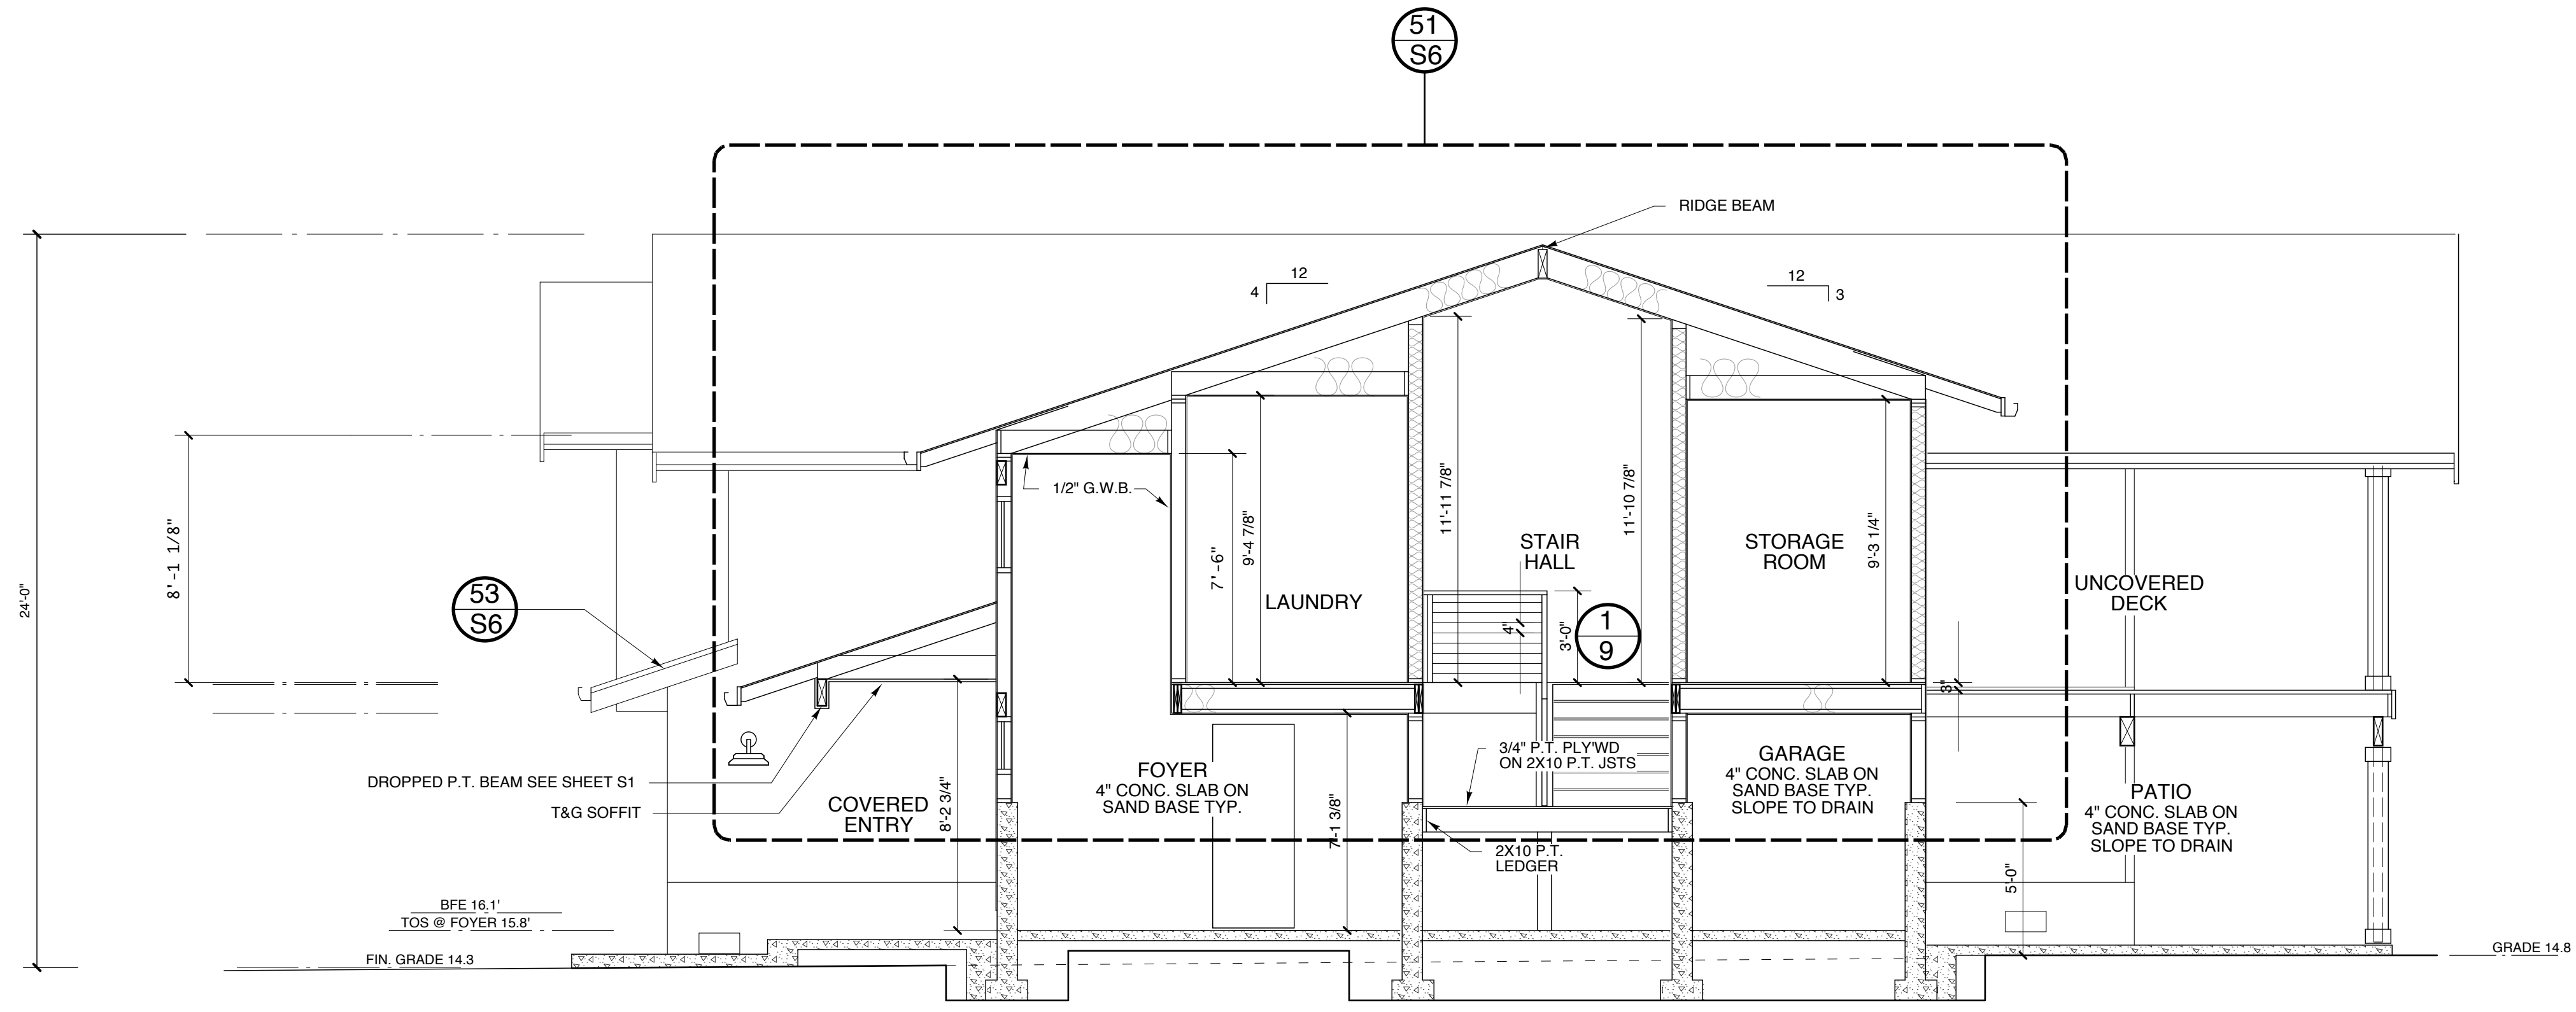 51
S6
RIDGE BEAM
12
4
12
3
24'-0"
8'-1 1/8"
53
S6
1/2" G.W.B.
7'-6"
9'-4 7/8"
11'-11 7/8"
11'-10 7/8"
9'-3 1/4"
LAUNDRY
STAIR
HALL
STORAGE
ROOM
UNCOVERED
DECK
4"
3'-0"
1
9
3"
DROPPED P.T. BEAM SEE SHEET S1
T&G SOFFIT
COVERED
ENTRY
8'-2 3/4"
FOYER
4" CONC. SLAB ON
SAND BASE TYP.
7'-1 3/8"
3/4" P.T. PLY'WD
ON 2X10 P.T. JSTS
2X10 P.T.
LEDGER
GARAGE
4" CONC. SLAB ON
SAND BASE TYP.
SLOPE TO DRAIN
5'-0"
PATIO
4" CONC. SLAB ON
SAND BASE TYP.
SLOPE TO DRAIN
BFE 16.1'
TOS @ FOYER 15.8'
FIN. GRADE 14.3
GRADE 14.8